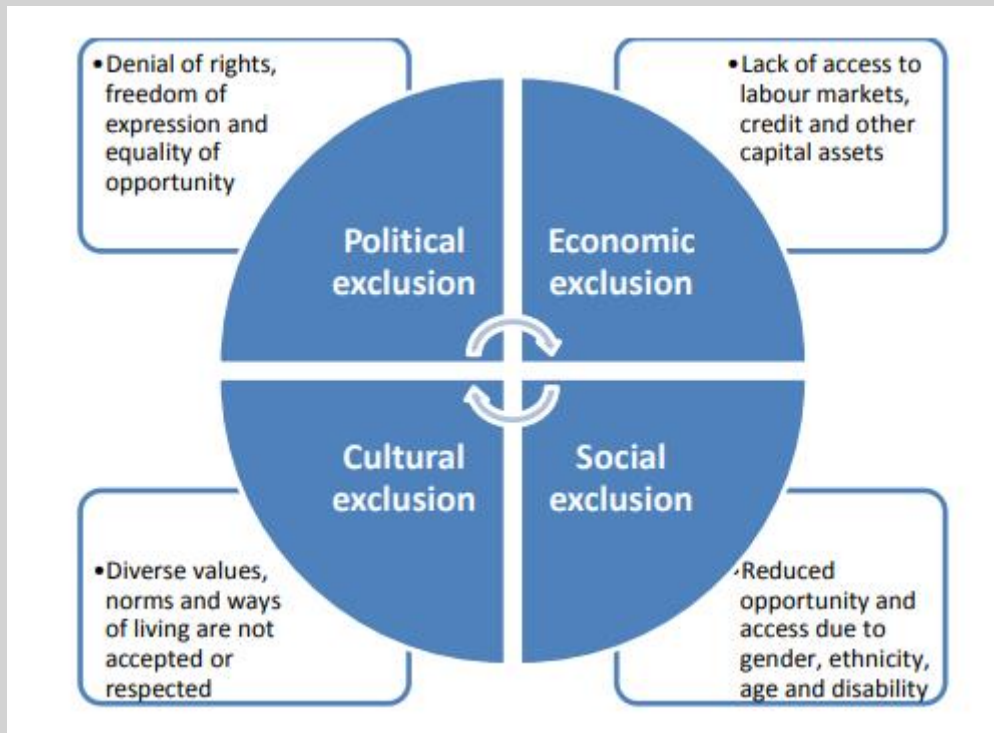 •Denial of rights,
freedom of
expression and
equality of
opportunity
•Lack of access to
labour markets,
credit and other
capital assets
Political
exclusion
Economic
exclusion
Cultural
exclusion
Social
exclusion
•Diverse values,
norms and ways
of living are not
accepted or
respected
•Reduced
opportunity and
access due to
gender, ethnicity,
age and disability